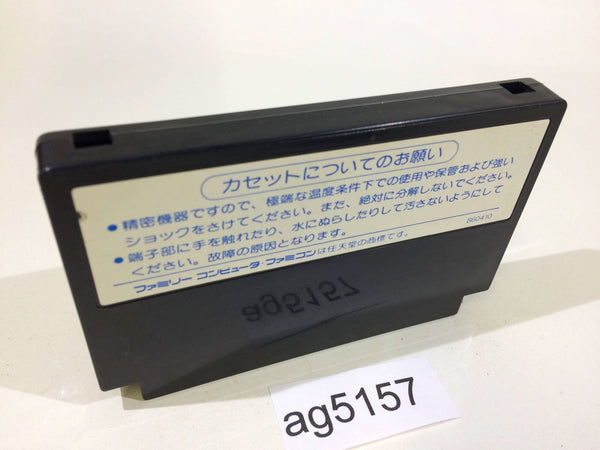 カセットについてのお願い
●精密機器ですので、極端な温度条件下での使用や保管および強い
ショックをさけてください。また、絶対に分解しないでください。
●端子部に手を触れたり、水にぬらしたりして汚さないようにして
ください。故障の原因となります。
860410
ファミリー コンピュータ・ファミコンは任天堂の商標です。
ag5157
ag5157